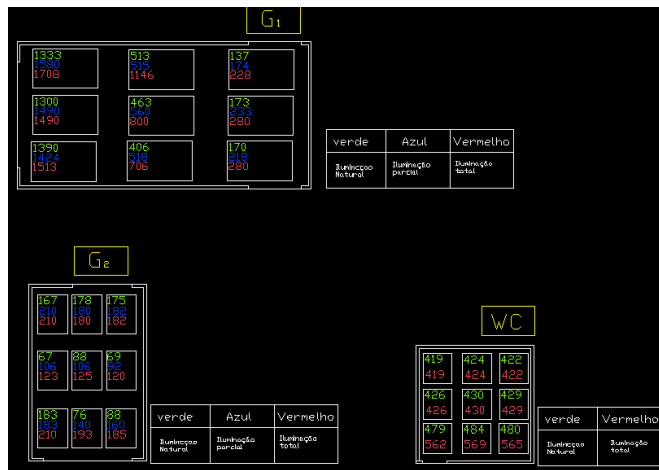 G1
1333 513 137
1580 515 174
1708 1146 228
1300 463 173
1490 560 233
1490 800 280
1390 406 170
1424 518 218
1513 706 280
verde Azul Vermelho
Iluminação Natural Iluminação parcial Iluminação total
G2
167 178 175
210 180 182
210 180 182
67 88 69
106 106 92
123 125 120
183 76 88
183 140 160
210 193 185
verde Azul Vermelho
Iluminação Natural Iluminação parcial Iluminação total
WC
419 424 422
419 424 422
426 430 429
426 430 429
479 484 480
562 569 565
verde Vermelho
Iluminação Natural Iluminação total